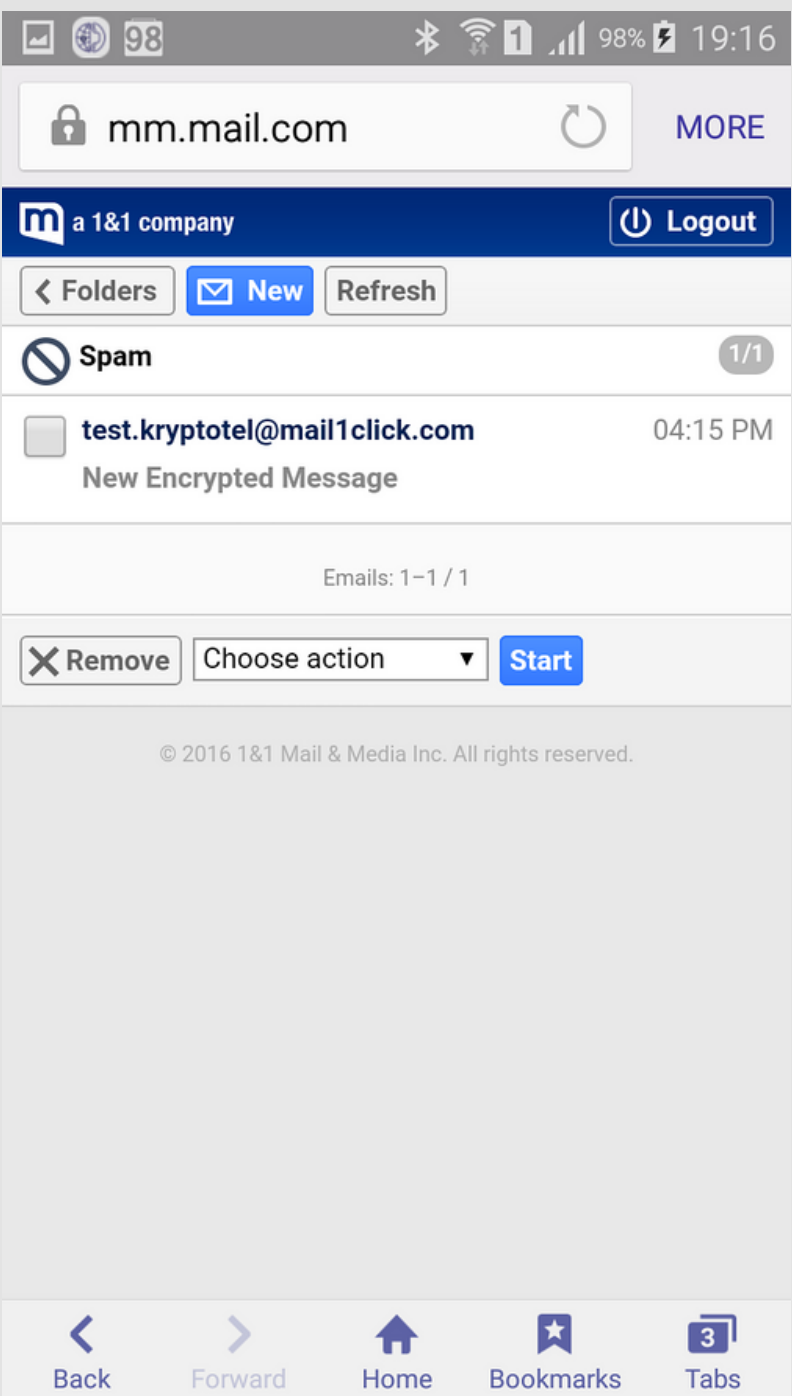 98 1 98% 19:16
mm.mail.com MORE
m a 1&1 company Logout
Folders New Refresh
Spam 1/1
test.kryptotel@mail1click.com 04:15 PM
New Encrypted Message
Emails: 1–1 / 1
Remove Choose action Start
© 2016 1&1 Mail & Media Inc. All rights reserved.
3
Back Forward Home Bookmarks Tabs